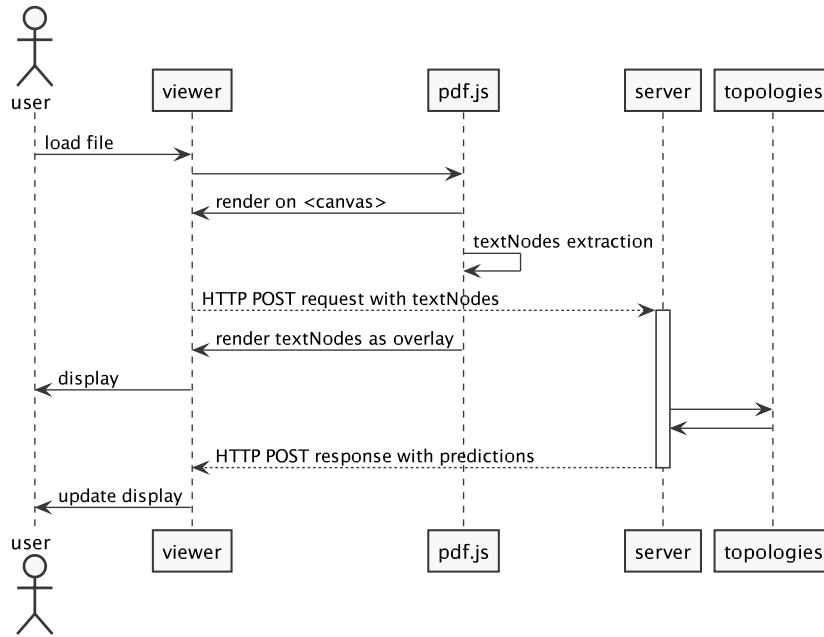 user
viewer
pdf.js
server
topologies
load file
render on <canvas>
textNodes extraction
HTTP POST request with textNodes
render textNodes as overlay
display
HTTP POST response with predictions
update display
user
viewer
pdf.js
server
topologies